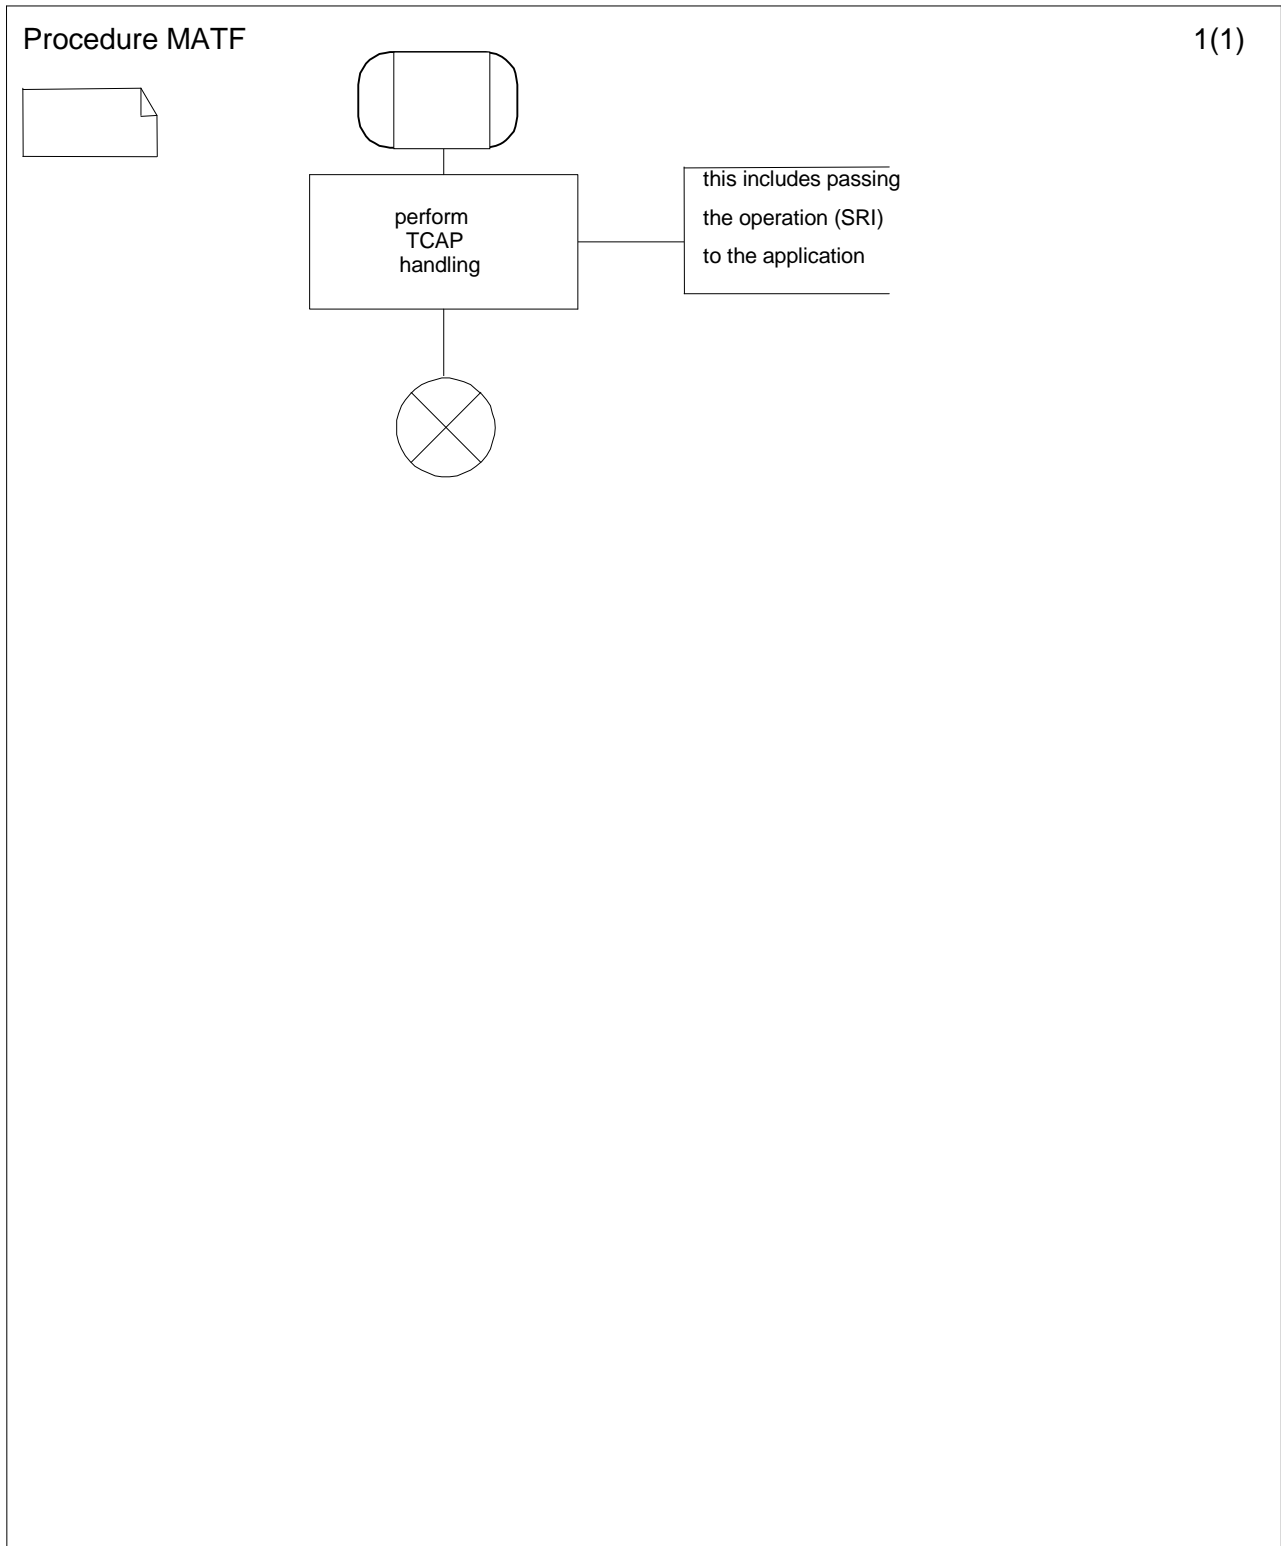 Procedure MATF
1(1)
perform
TCAP
handling
this includes passing
the operation (SRI)
to the application